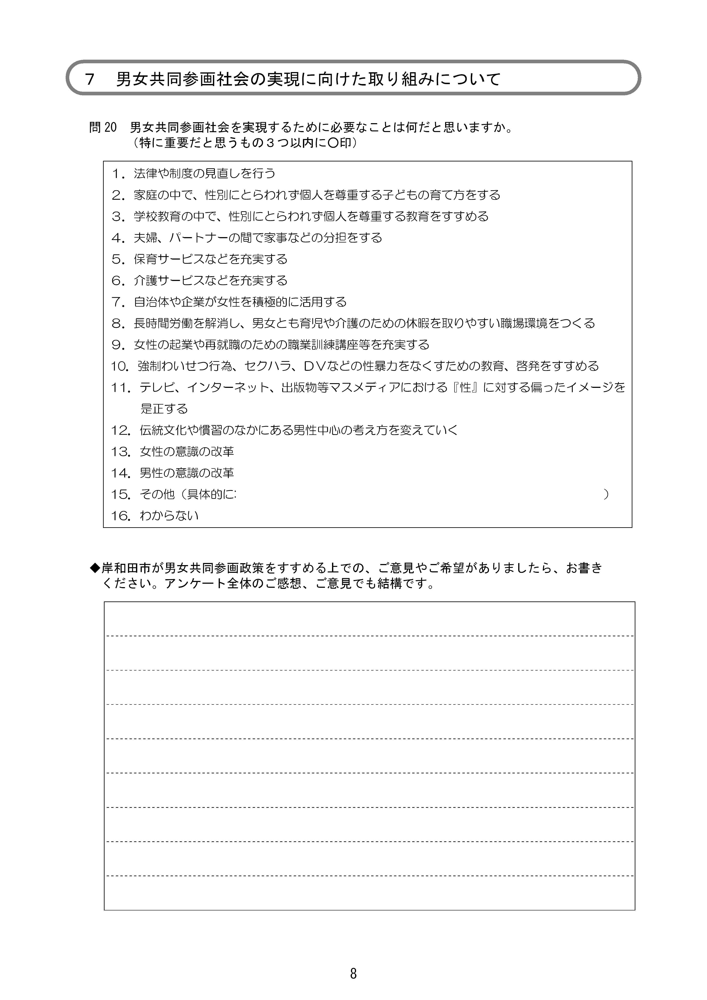 7　男女共同参画社会の実現に向けた取り組みについて
問20　男女共同参画社会を実現するために必要なことは何だと思いますか。
（特に重要だと思うもの３つ以内に〇印）
１．法律や制度の見直しを行う
２．家庭の中で、性別にとらわれず個人を尊重する子どもの育て方をする
３．学校教育の中で、性別にとらわれず個人を尊重する教育をすすめる
４．夫婦、パートナーの間で家事などの分担をする
５．保育サービスなどを充実する
６．介護サービスなどを充実する
７．自治体や企業が女性を積極的に活用する
８．長時間労働を解消し、男女とも育児や介護のための休暇を取りやすい職場環境をつくる
９．女性の起業や再就職のための職業訓練講座等を充実する
10．強制わいせつ行為、セクハラ、ＤＶなどの性暴力をなくすための教育、啓発をすすめる
11．テレビ、インターネット、出版物等マスメディアにおける『性』に対する偏ったイメージを
是正する
12．伝統文化や慣習のなかにある男性中心の考え方を変えていく
13．女性の意識の改革
14．男性の意識の改革
15．その他（具体的に:　　　　　　　　　　）
16．わからない
◆岸和田市が男女共同参画政策をすすめる上での、ご意見やご希望がありましたら、お書き
ください。アンケート全体のご感想、ご意見でも結構です。
8